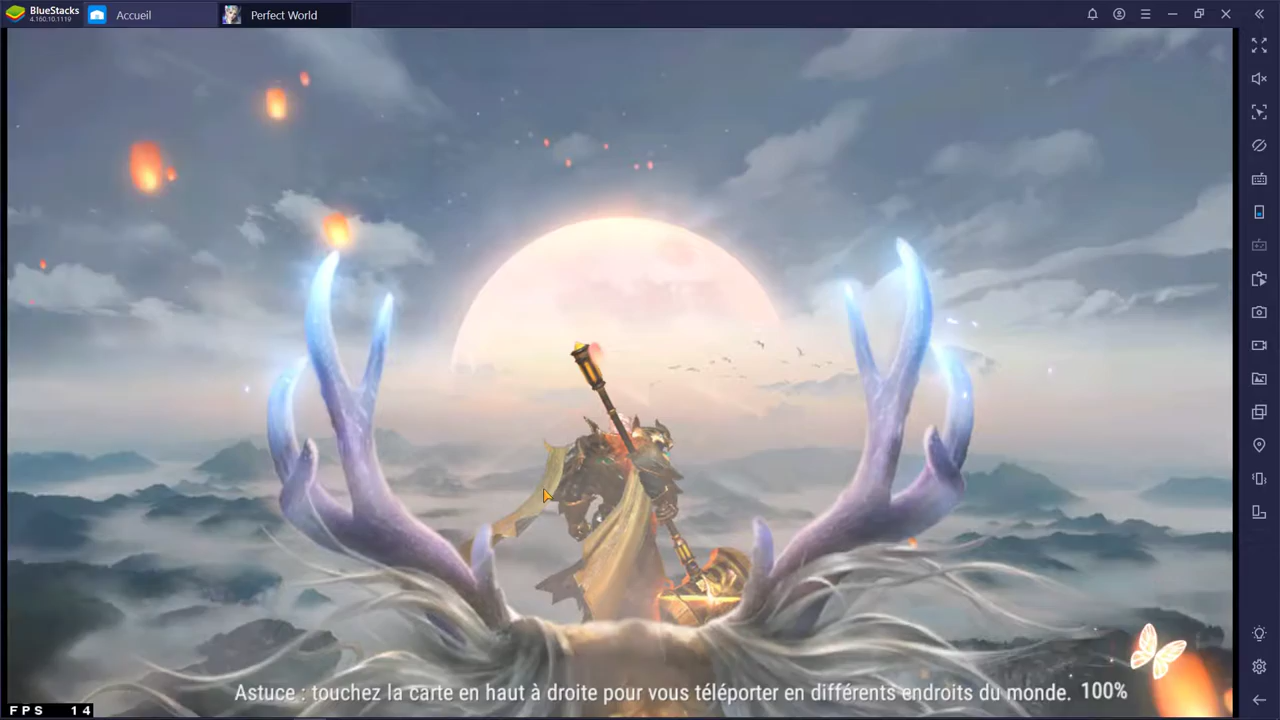 BlueStacks
4.160.10.1119
Accueil
Perfect World
Astuce : touchez la carte en haut à droite pour vous téléporter en différents endroits du monde. 100%
FPS 14